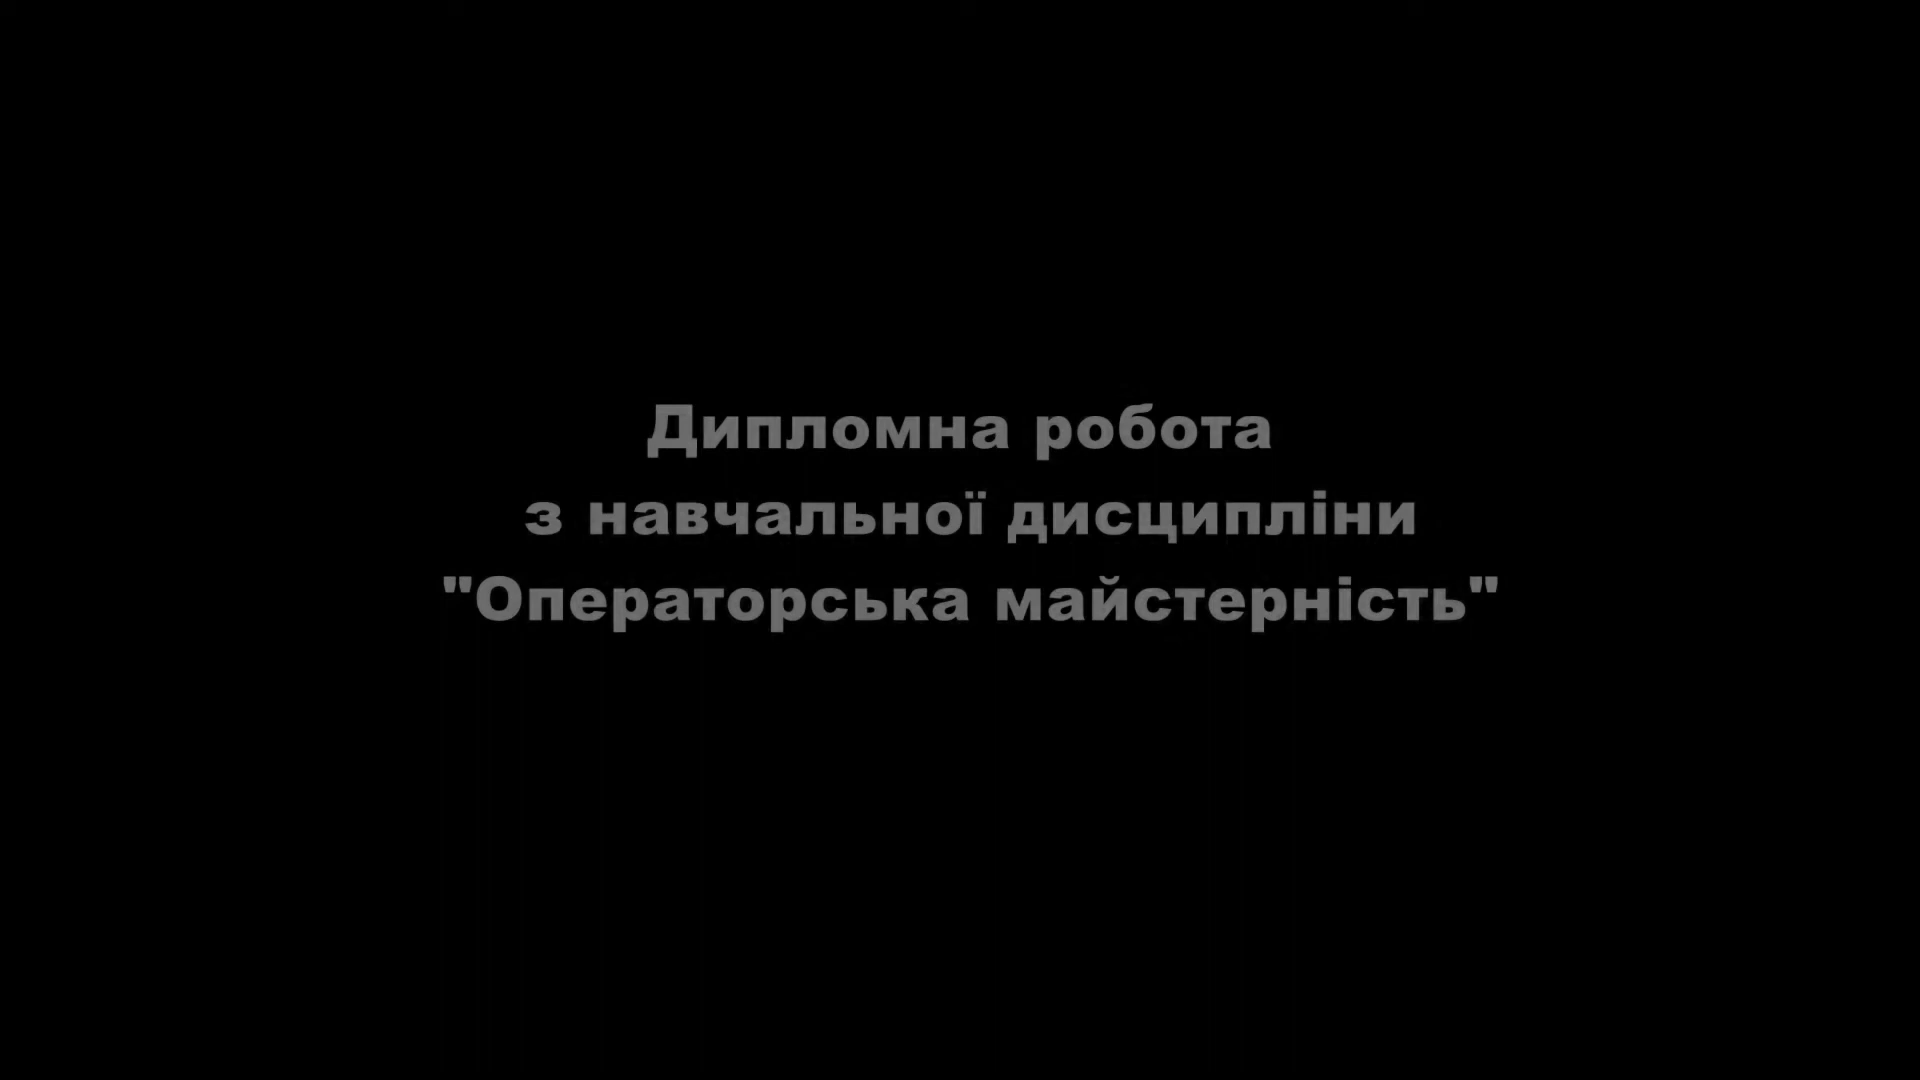 Дипломна робота
з навчальної дисципліни
"Операторська майстерність"